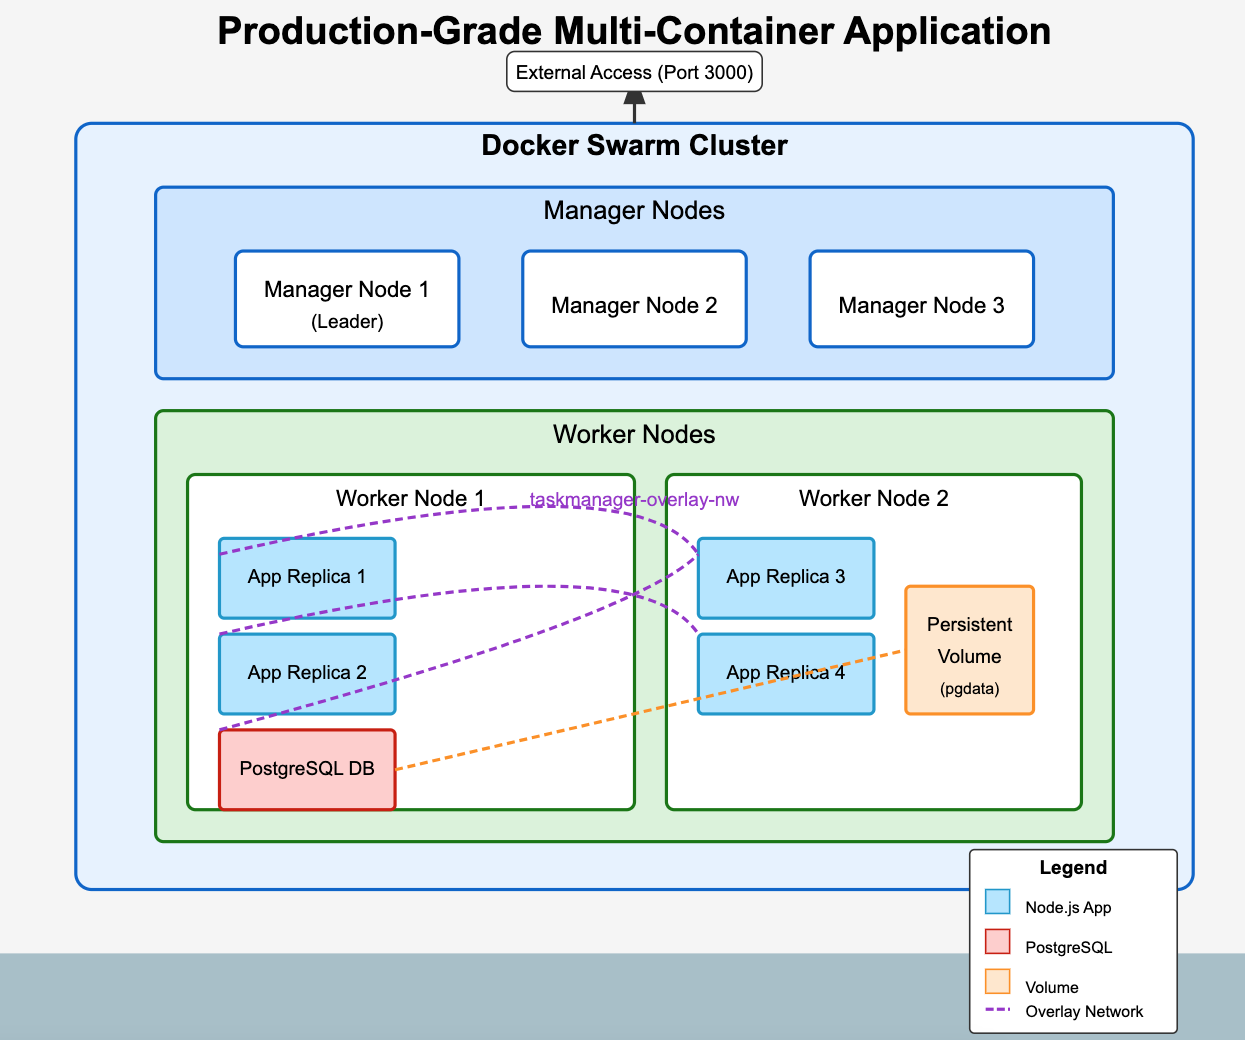 Production-Grade Multi-Container Application
External Access (Port 3000)
Docker Swarm Cluster
Manager Nodes
Manager Node 1
(Leader)
Manager Node 2
Manager Node 3
Worker Nodes
Worker Node 1
taskmanager-overlay-nw
Worker Node 2
App Replica 1
App Replica 2
PostgreSQL DB
App Replica 3
App Replica 4
Persistent
Volume
(pgdata)
Legend
Node.js App
PostgreSQL
Volume
Overlay Network